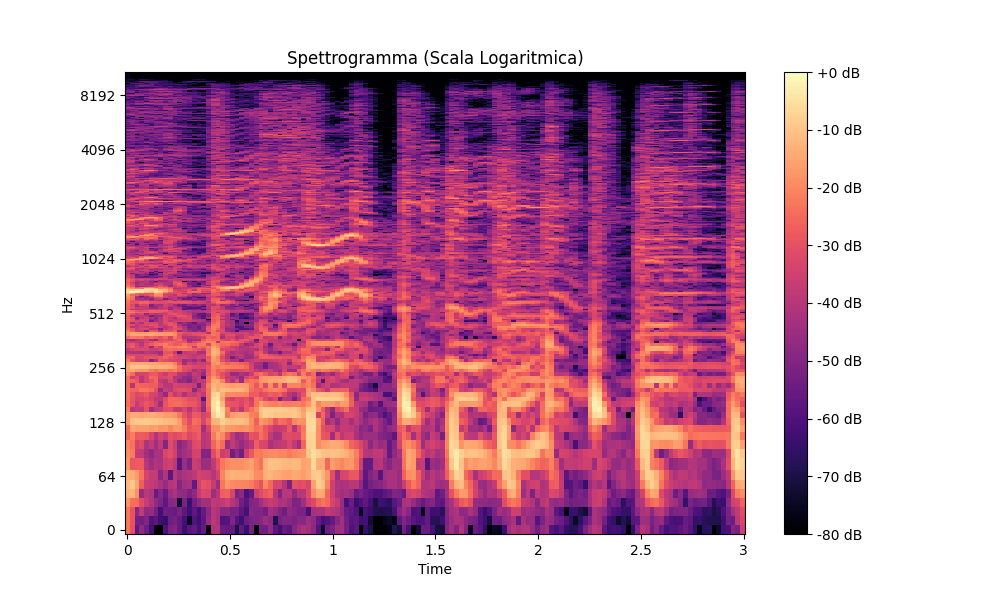 Spettrogramma (Scala Logaritmica)
Hz
8192
4096
2048
1024
512
256
128
64
0
0
0.5
1
1.5
2
2.5
3
Time
+0 dB
-10 dB
-20 dB
-30 dB
-40 dB
-50 dB
-60 dB
-70 dB
-80 dB